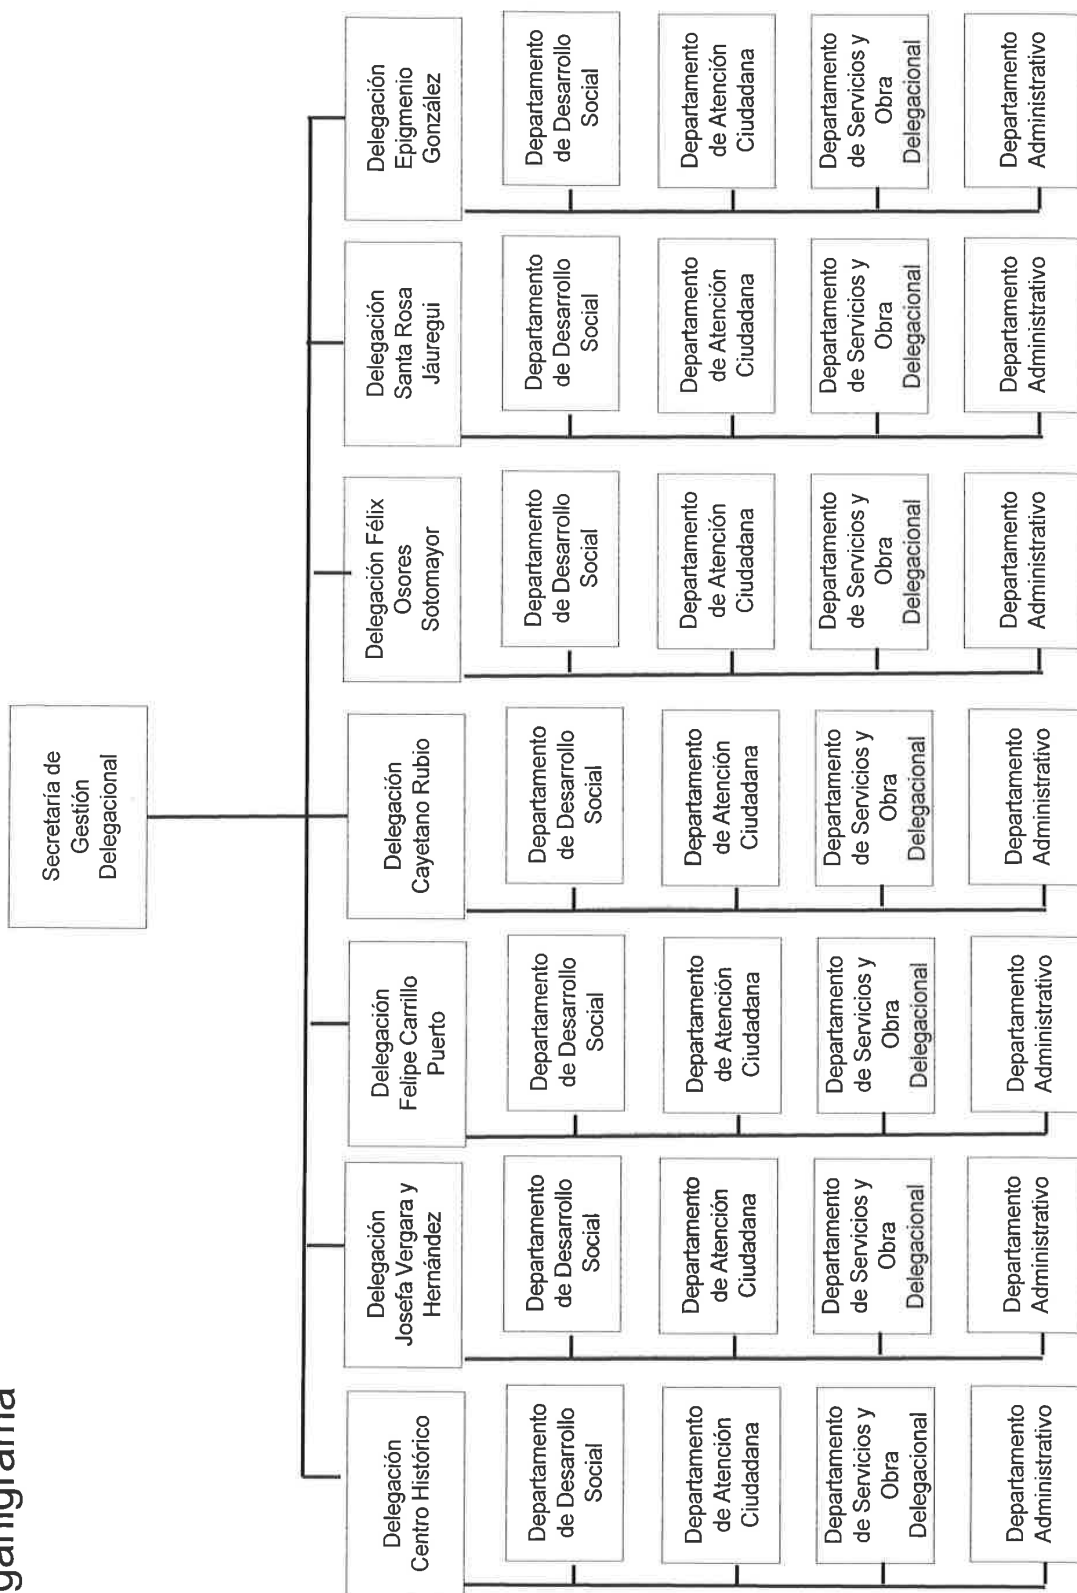 ganigrama
Secretaría de
Gestión
Delegacional
Delegación
Centro Histórico
Delegación
Josefa Vergara y
Hernández
Delegación
Felipe Carrillo
Puerto
Delegación
Cayetano Rubio
Delegación Félix
Osores
Sotomayor
Delegación
Santa Rosa
Jáuregui
Delegación
Epigmenio
González
Departamento
de Desarrollo
Social
Departamento
de Desarrollo
Social
Departamento
de Desarrollo
Social
Departamento
de Desarrollo
Social
Departamento
de Desarrollo
Social
Departamento
de Desarrollo
Social
Departamento
de Desarrollo
Social
Departamento
de Atención
Ciudadana
Departamento
de Atención
Ciudadana
Departamento
de Atención
Ciudadana
Departamento
de Atención
Ciudadana
Departamento
de Atención
Ciudadana
Departamento
de Atención
Ciudadana
Departamento
de Atención
Ciudadana
Departamento
de Servicios y
Obra
Delegacional
Departamento
de Servicios y
Obra
Delegacional
Departamento
de Servicios y
Obra
Delegacional
Departamento
de Servicios y
Obra
Delegacional
Departamento
de Servicios y
Obra
Delegacional
Departamento
de Servicios y
Obra
Delegacional
Departamento
de Servicios y
Obra
Delegacional
Departamento
Administrativo
Departamento
Administrativo
Departamento
Administrativo
Departamento
Administrativo
Departamento
Administrativo
Departamento
Administrativo
Departamento
Administrativo